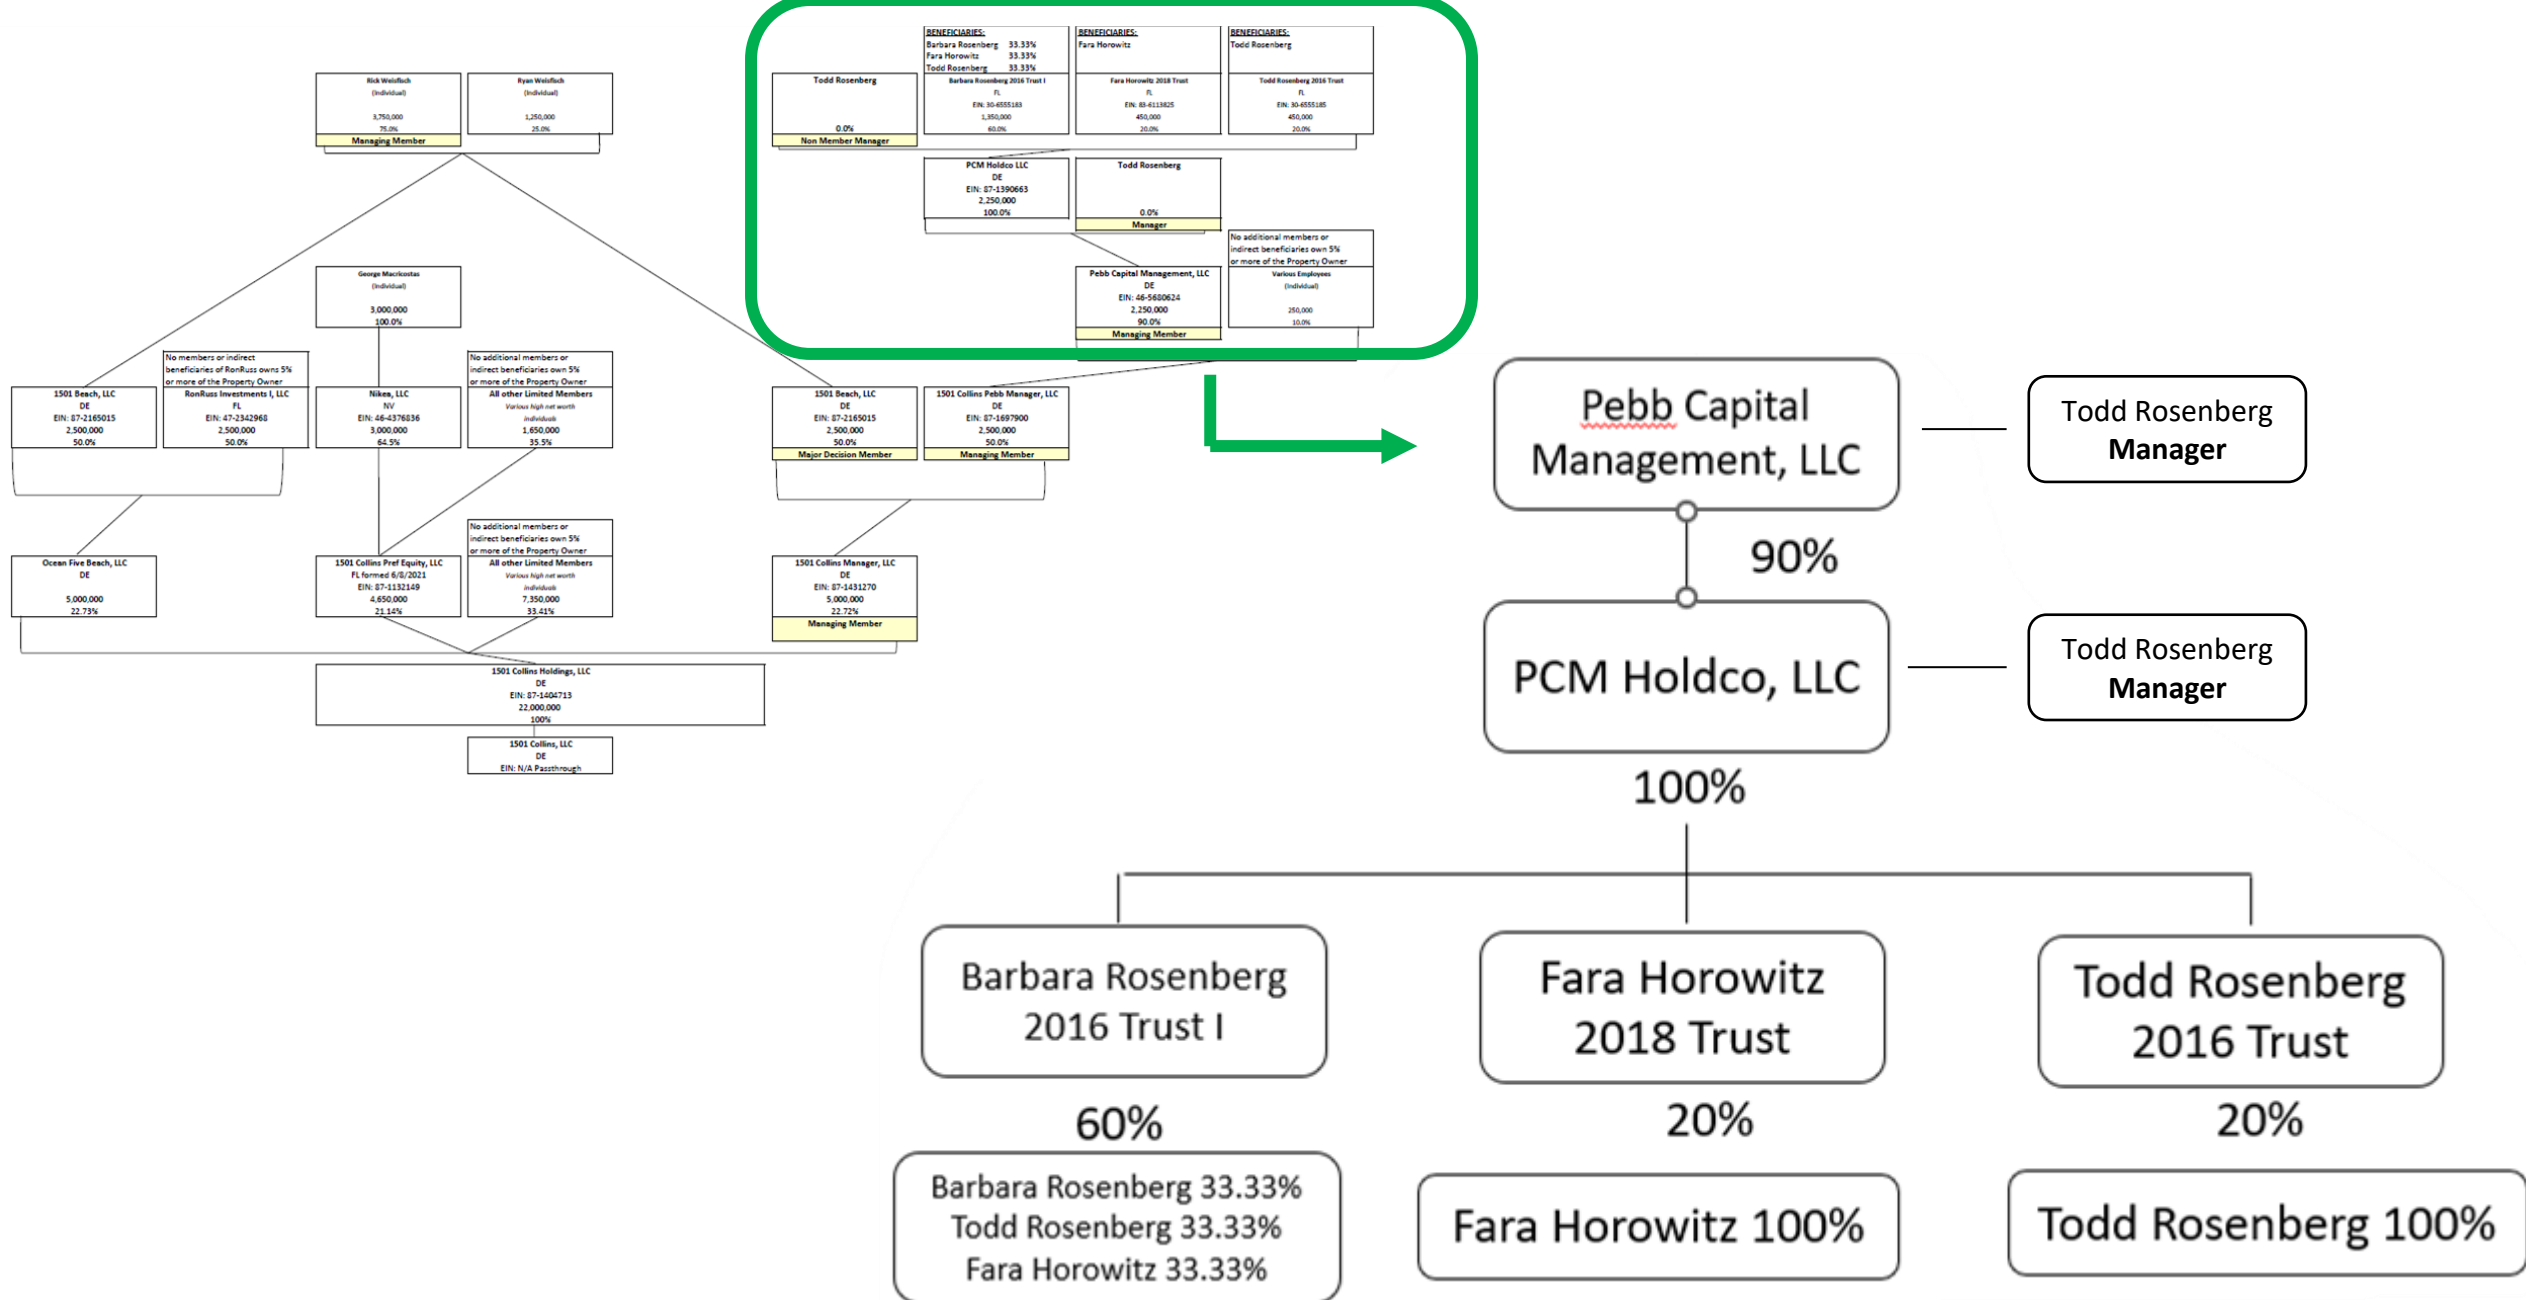 BENEFICIARIES:
Barbara Rosenberg 33.33%
Fara Horowitz 33.33%
Todd Rosenberg 33.33%
BENEFICIARIES:
Fara Horowitz
BENEFICIARIES:
Todd Rosenberg
Rick Weisfisch
(Individual)
3,750,000
75.0%
Managing Member
Ryan Weisfisch
(Individual)
1,250,000
25.0%
Todd Rosenberg
0.0%
Non Member Manager
Barbara Rosenberg 2016 Trust I
FL
EIN: 30-6555183
1,350,000
60.0%
Fara Horowitz 2018 Trust
FL
EIN: 83-6113825
450,000
20.0%
Todd Rosenberg 2016 Trust
FL
EIN: 30-6555185
450,000
20.0%
PCM Holdco LLC
DE
EIN: 87-1390663
2,250,000
100.0%
Todd Rosenberg
0.0%
Manager
No additional members or
indirect beneficiaries own 5%
or more of the Property Owner
George Macricostas
(Individual)
3,000,000
100.0%
Pebb Capital Management, LLC
DE
EIN: 46-5680624
2,250,000
90.0%
Managing Member
Various Employees
(Individual)
250,000
10.0%
No members or indirect
beneficiaries of RonRuss owns 5%
or more of the Property Owner
No additional members or
indirect beneficiaries own 5%
or more of the Property Owner
1501 Beach, LLC
DE
EIN: 87-2165015
2,500,000
50.0%
RonRuss Investments I, LLC
FL
EIN: 47-2342968
2,500,000
50.0%
Nikea, LLC
NV
EIN: 46-4376836
3,000,000
64.5%
All other Limited Members
Various high net worth
individuals
1,650,000
35.5%
1501 Beach, LLC
DE
EIN: 87-2165015
2,500,000
50.0%
Major Decision Member
1501 Collins Pebb Manager, LLC
DE
EIN: 87-1697900
2,500,000
50.0%
Managing Member
No additional members or
indirect beneficiaries own 5%
or more of the Property Owner
Ocean Five Beach, LLC
DE
5,000,000
22.73%
1501 Collins Pref Equity, LLC
FL formed 6/8/2021
EIN: 87-1132149
4,650,000
21.14%
All other Limited Members
Various high net worth
individuals
7,350,000
33.41%
1501 Collins Manager, LLC
DE
EIN: 87-1431270
5,000,000
22.72%
Managing Member
1501 Collins Holdings, LLC
DE
EIN: 87-1404713
22,000,000
100%
1501 Collins, LLC
DE
EIN: N/A Passthrough
Pebb Capital
Management, LLC
Todd Rosenberg
Manager
90%
PCM Holdco, LLC
Todd Rosenberg
Manager
100%
Barbara Rosenberg
2016 Trust I
Fara Horowitz
2018 Trust
Todd Rosenberg
2016 Trust
60%
20%
20%
Barbara Rosenberg 33.33%
Todd Rosenberg 33.33%
Fara Horowitz 33.33%
Fara Horowitz 100%
Todd Rosenberg 100%